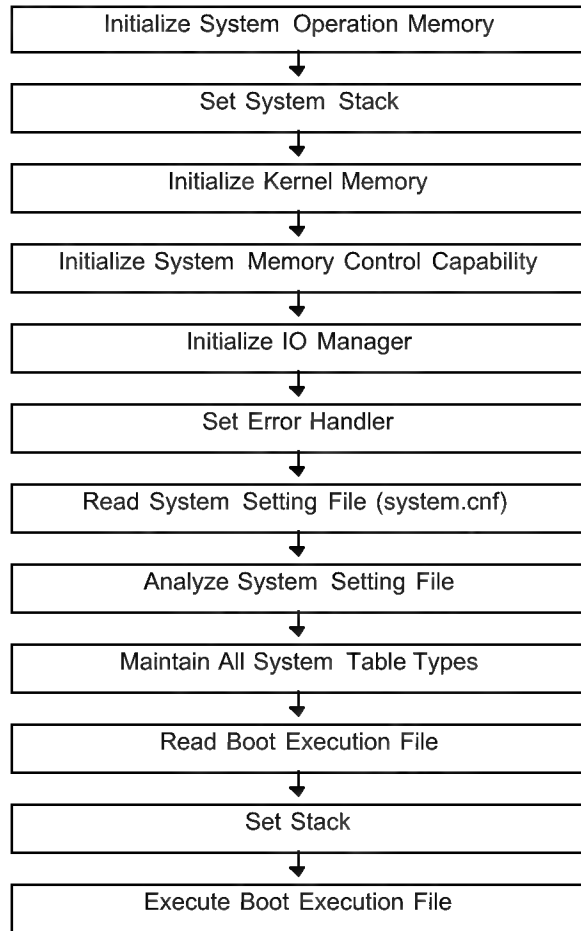 Initialize System Operation Memory
Set System Stack
Initialize Kernel Memory
Initialize System Memory Control Capability
Initialize IO Manager
Set Error Handler
Read System Setting File (system.cnf)
Analyze System Setting File
Maintain All System Table Types
Read Boot Execution File
Set Stack
Execute Boot Execution File